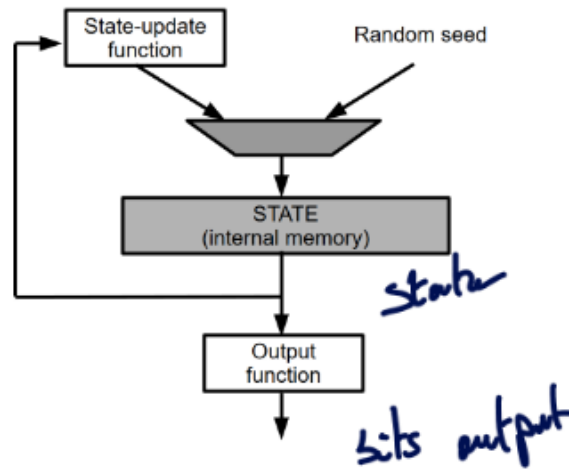 State-update
function
Random seed
STATE
(internal memory)
State
Output
function
bits output